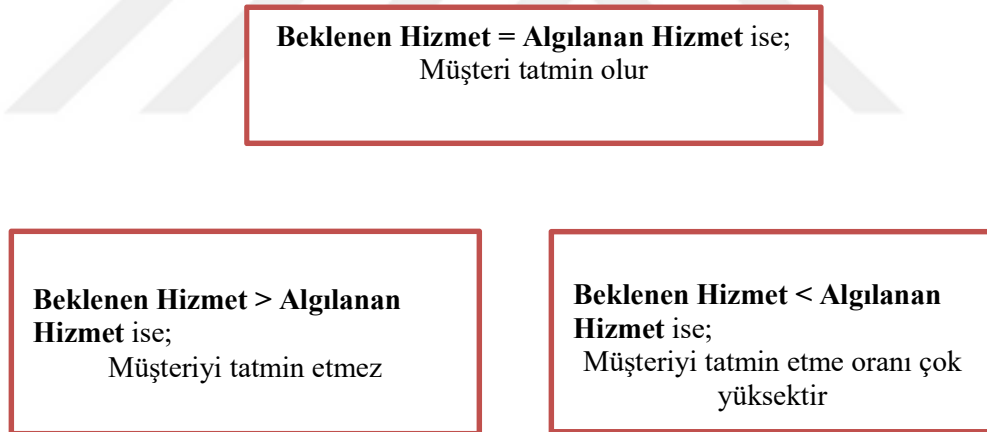 Beklenen Hizmet = Algılanan Hizmet ise;
Müşteri tatmin olur
Beklenen Hizmet > Algılanan
Hizmet ise;
Müşteriyi tatmin etmez
Beklenen Hizmet < Algılanan
Hizmet ise;
Müşteriyi tatmin etme oranı çok
yüksektir